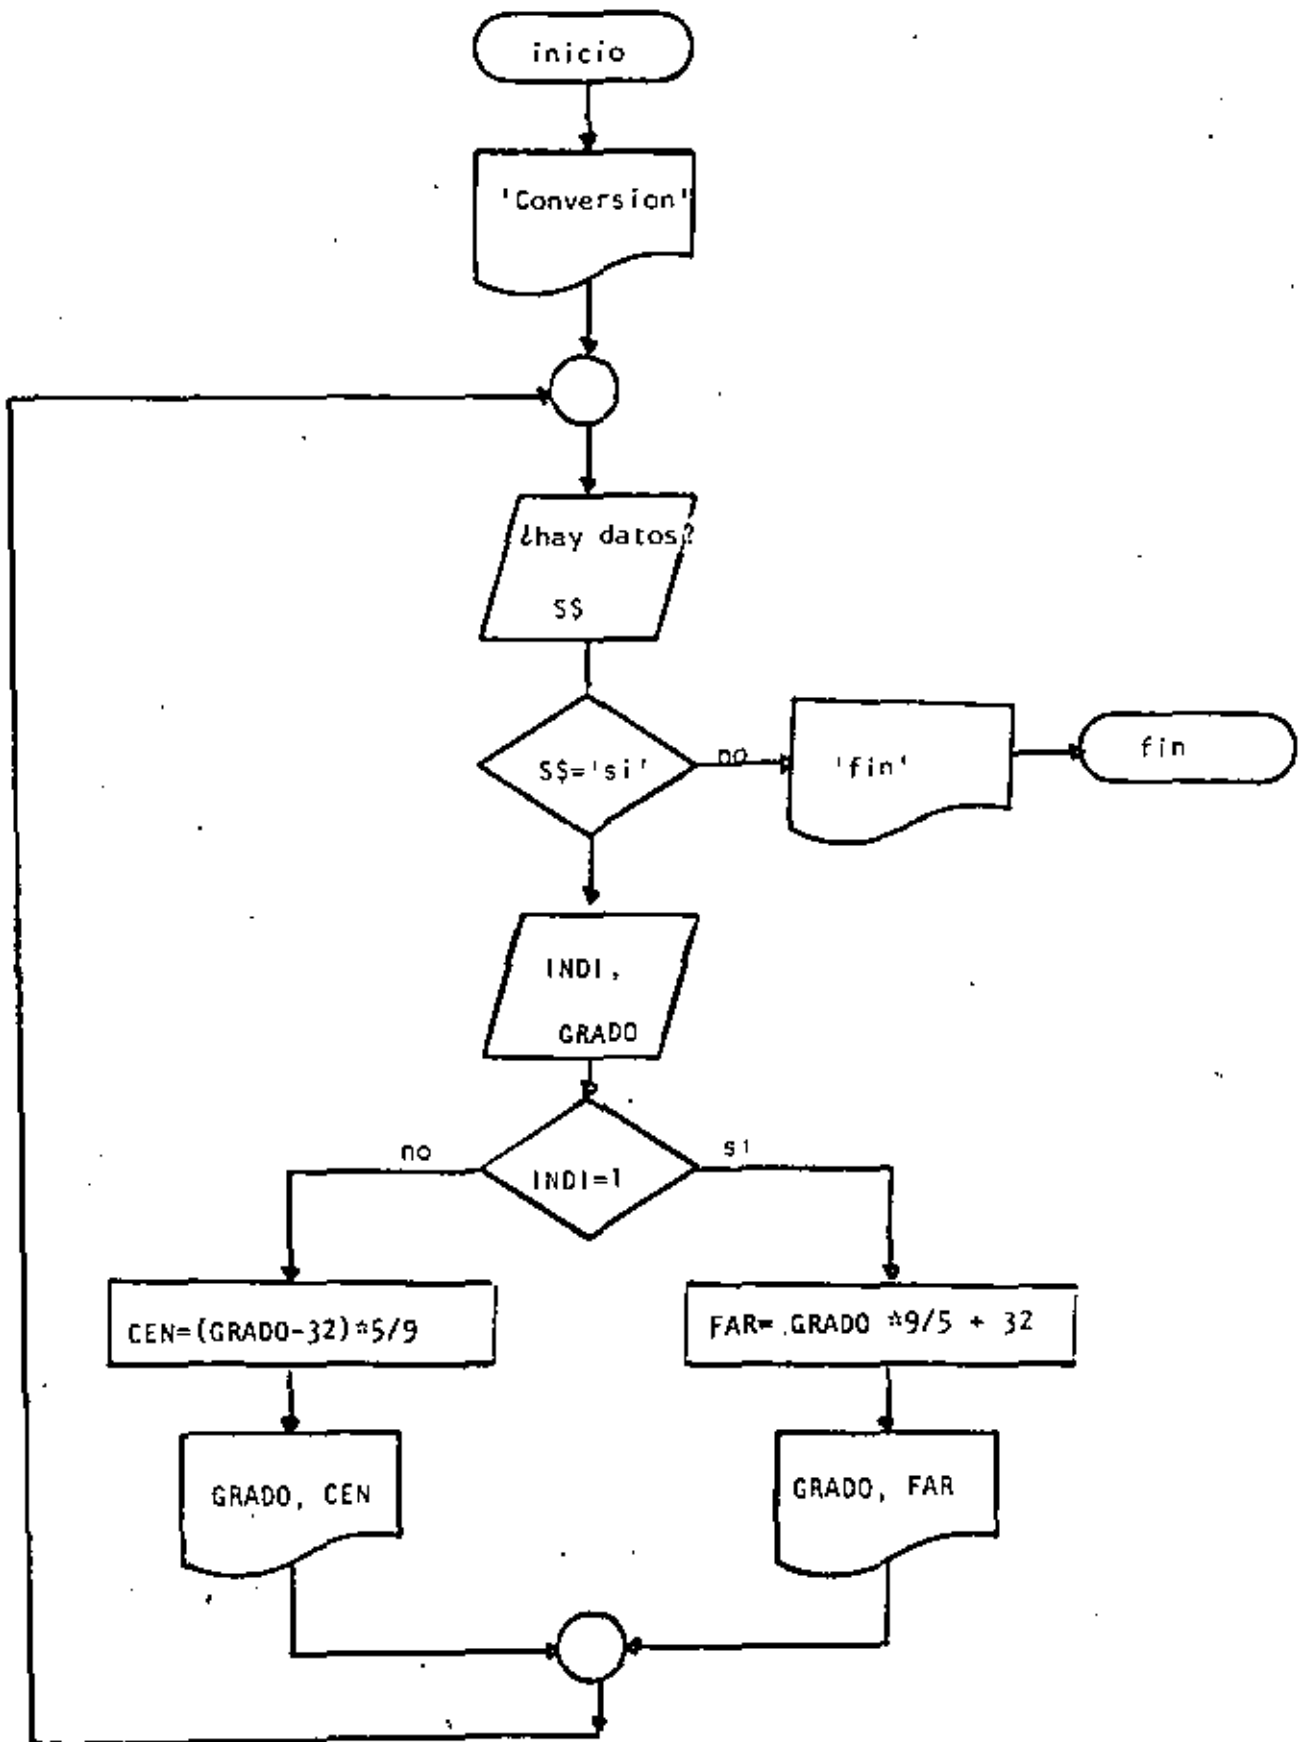 inicio
'Conversion'
¿hay datos?
S$
S$='si'
no
'fin'
fin
INDI,
GRADO
INDI=1
no
si
CEN=(GRADO-32)*5/9
FAR= GRADO *9/5 + 32
GRADO, CEN
GRADO, FAR